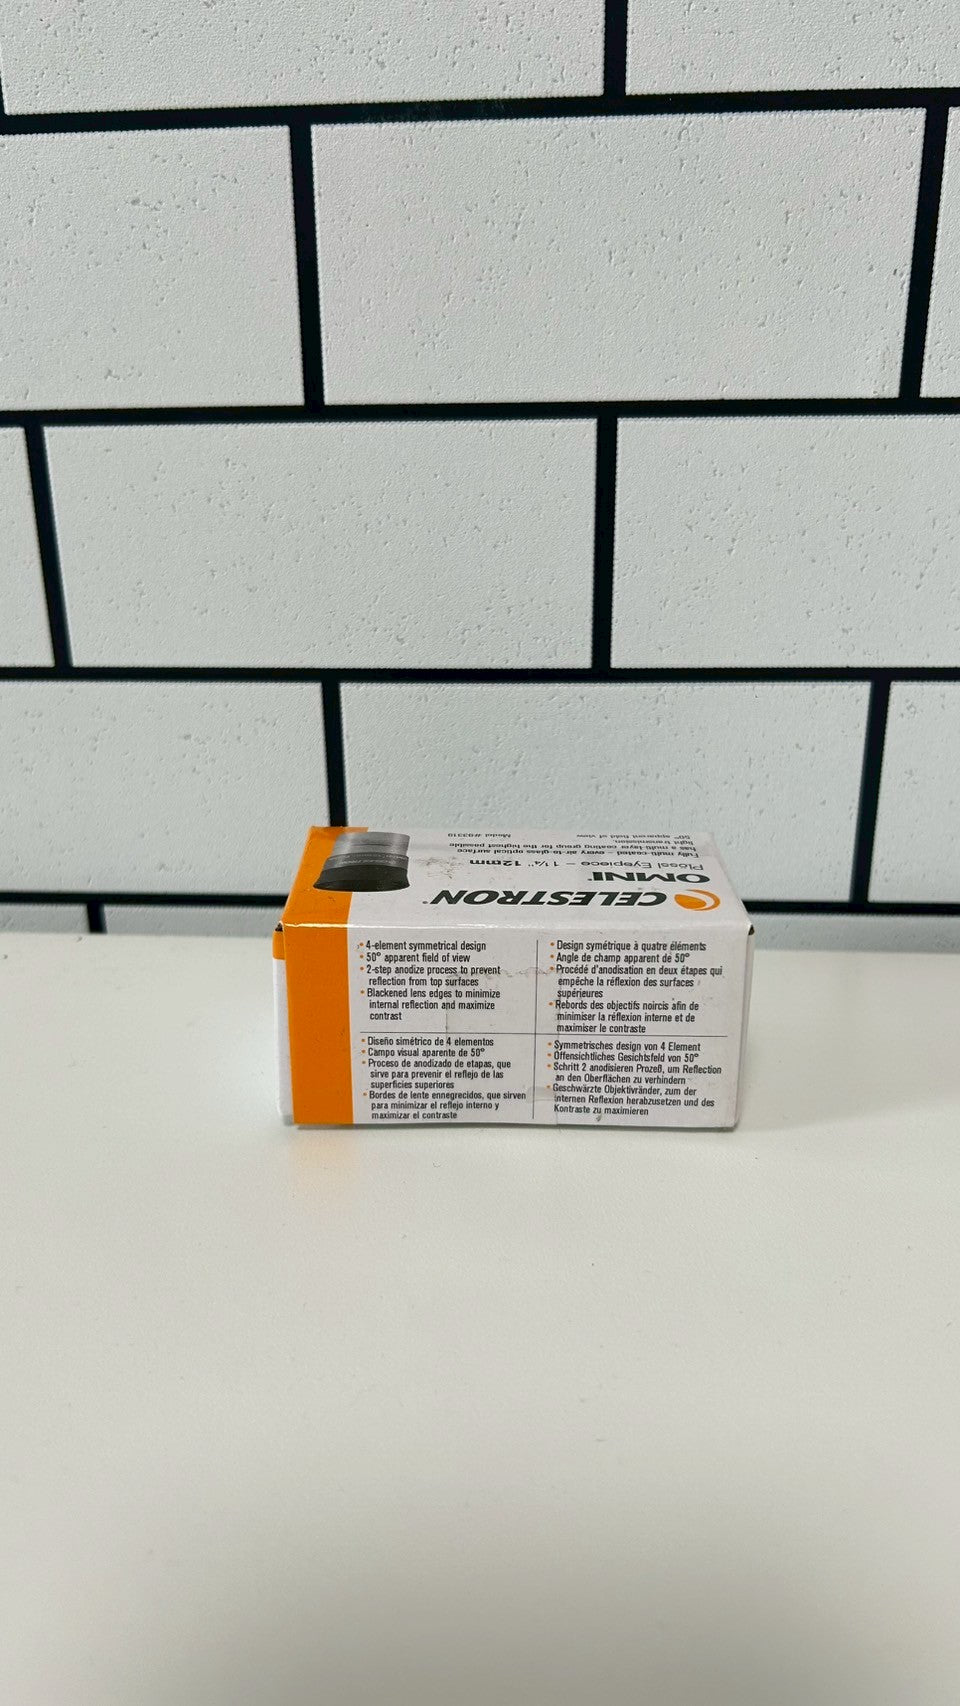 CELESTRON
OMNI
Plossl Eyepiece – 1¼" 12mm
Fully multi-coated – every air-to-glass optical surface
has a multi-layer coating group for the highest possible
light transmission
50° apparent field of view
Model #93319
• 4-element symmetrical design
• 50° apparent field of view
• 2-step anodize process to prevent
reflection from top surfaces
• Blackened lens edges to minimize
internal reflection and maximize
contrast
• Design symétrique à quatre éléments
• Angle de champ apparent de 50°
• Procédé d'anodisation en deux étapes qui
empêche la réflexion des surfaces
supérieures
• Rebords des objectifs noircis afin de
minimiser la réflexion interne et de
maximiser le contraste
• Diseño simétrico de 4 elementos
• Campo visual aparente de 50°
• Proceso de anodizado de etapas, que
sirve para prevenir el reflejo de las
superficies superiores
• Bordes de lente ennegrecidos, que sirven
para minimizar el reflejo interno y
maximizar el contraste
• Symmetrisches design von 4 Element
• Offensichtliches Gesichtsfeld von 50°
• Schritt 2 anodisieren Prozeß, um Reflection
an den Oberflächen zu verhindern
• Geschwärzte Objektivränder, zum der
internen Reflexion herabzusetzen und des
Kontraste zu maximieren